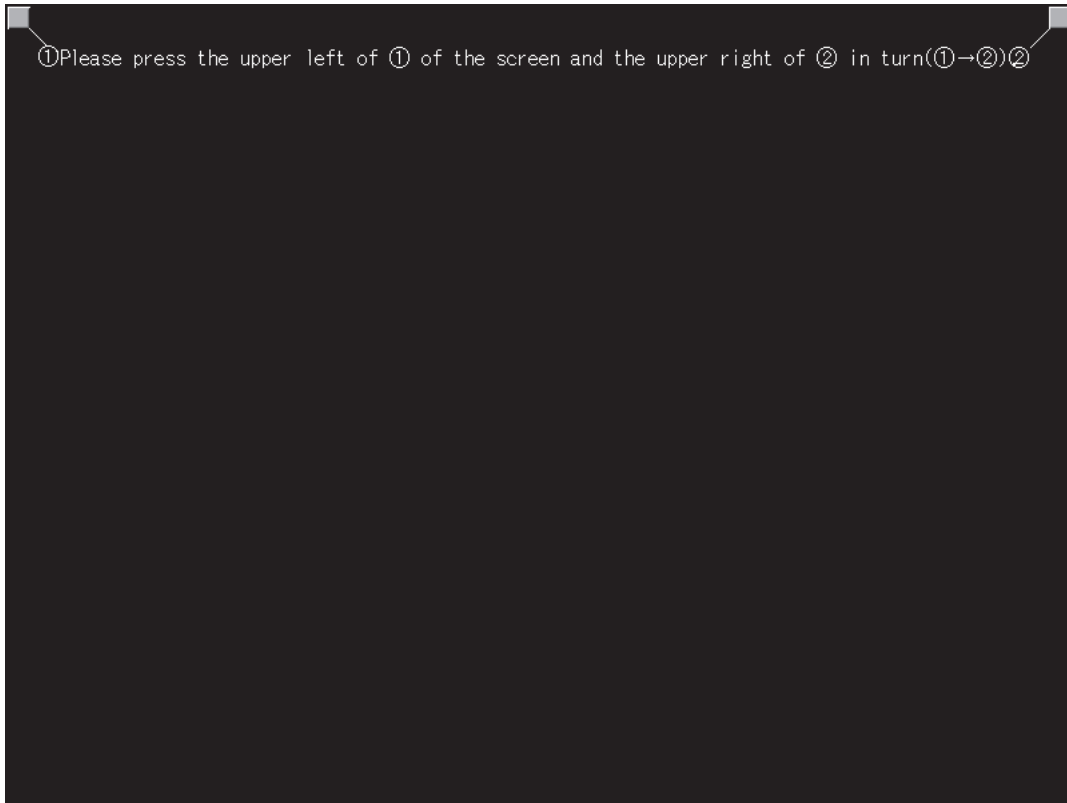 ①Please press the upper left of ① of the screen and the upper right of ② in turn(①→②)②